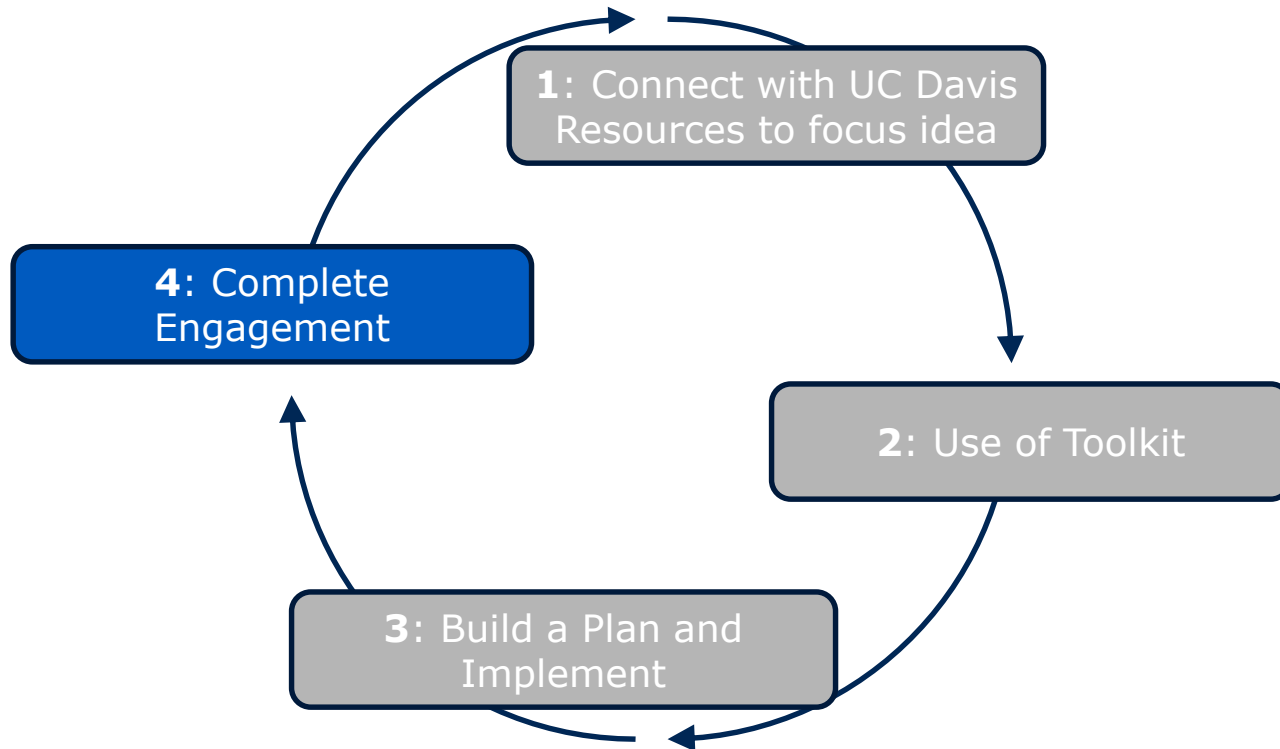 1: Connect with UC Davis
Resources to focus idea
4: Complete
Engagement
2: Use of Toolkit
3: Build a Plan and
Implement